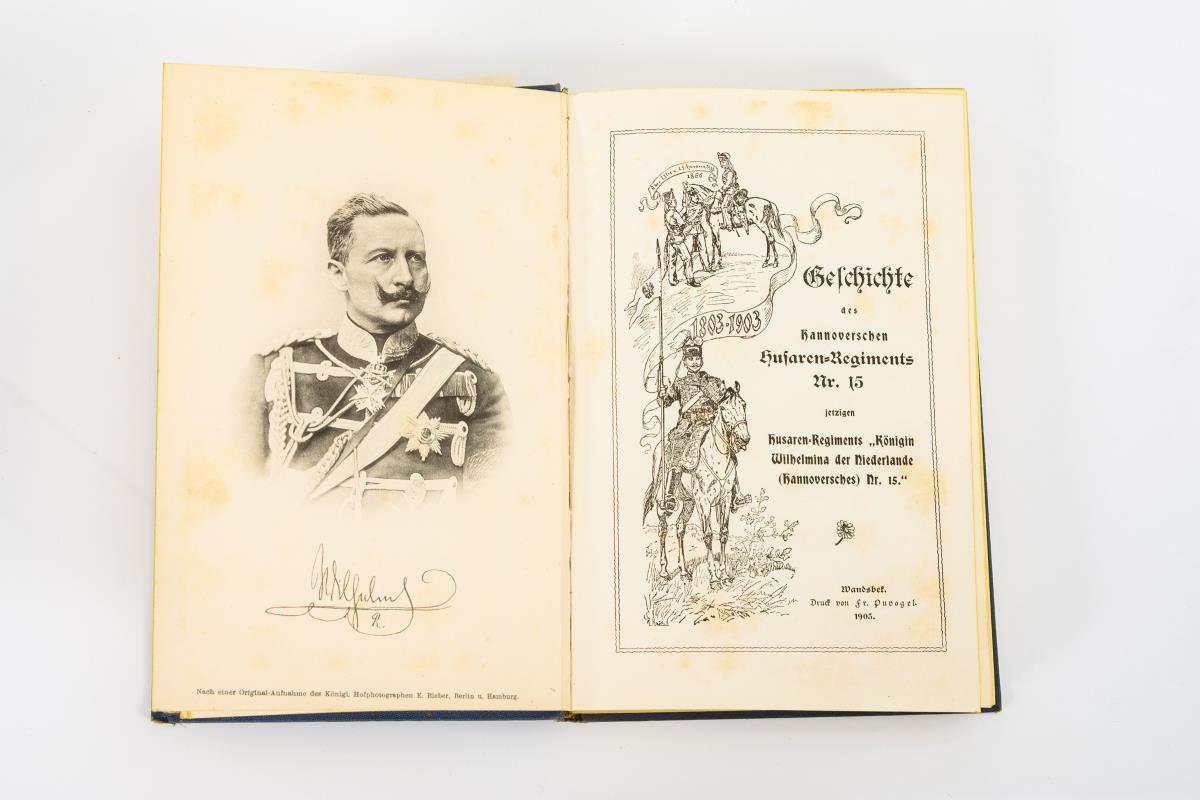 Wilhelm
R.
Nach einer Original-Aufnahme des Königl. Hofphotographen E. Bieber, Berlin u. Hamburg.
1866
1803-1903
Geschichte
des
Hannoverschen
Husaren-Regiments
Nr. 15
jetzigen
Husaren-Regiments „Königin
Wilhelmina der Niederlande
(Hannoversches) Nr. 15.“
Wandsbek.
Druck von Fr. Puvogel.
1903.